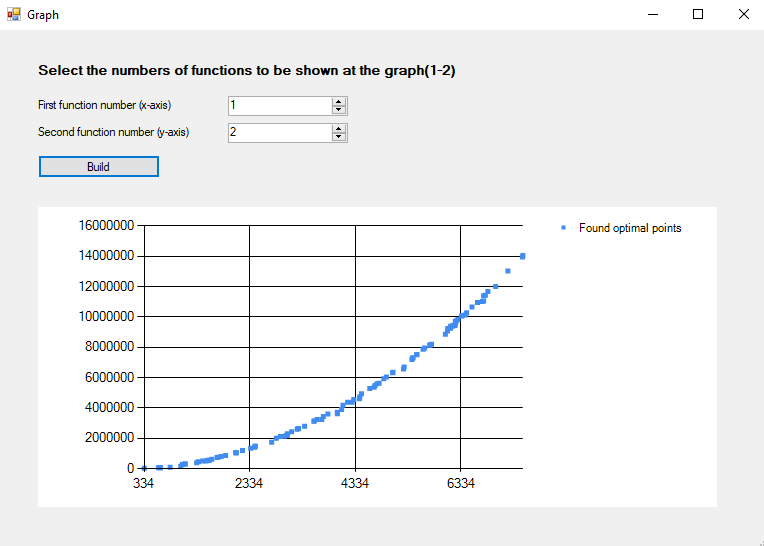 Graph
Select the numbers of functions to be shown at the graph(1-2)
First function number (x-axis) 1
Second function number (y-axis) 2
Build
16000000
14000000
12000000
10000000
8000000
6000000
4000000
2000000
0
334 2334 4334 6334
Found optimal points